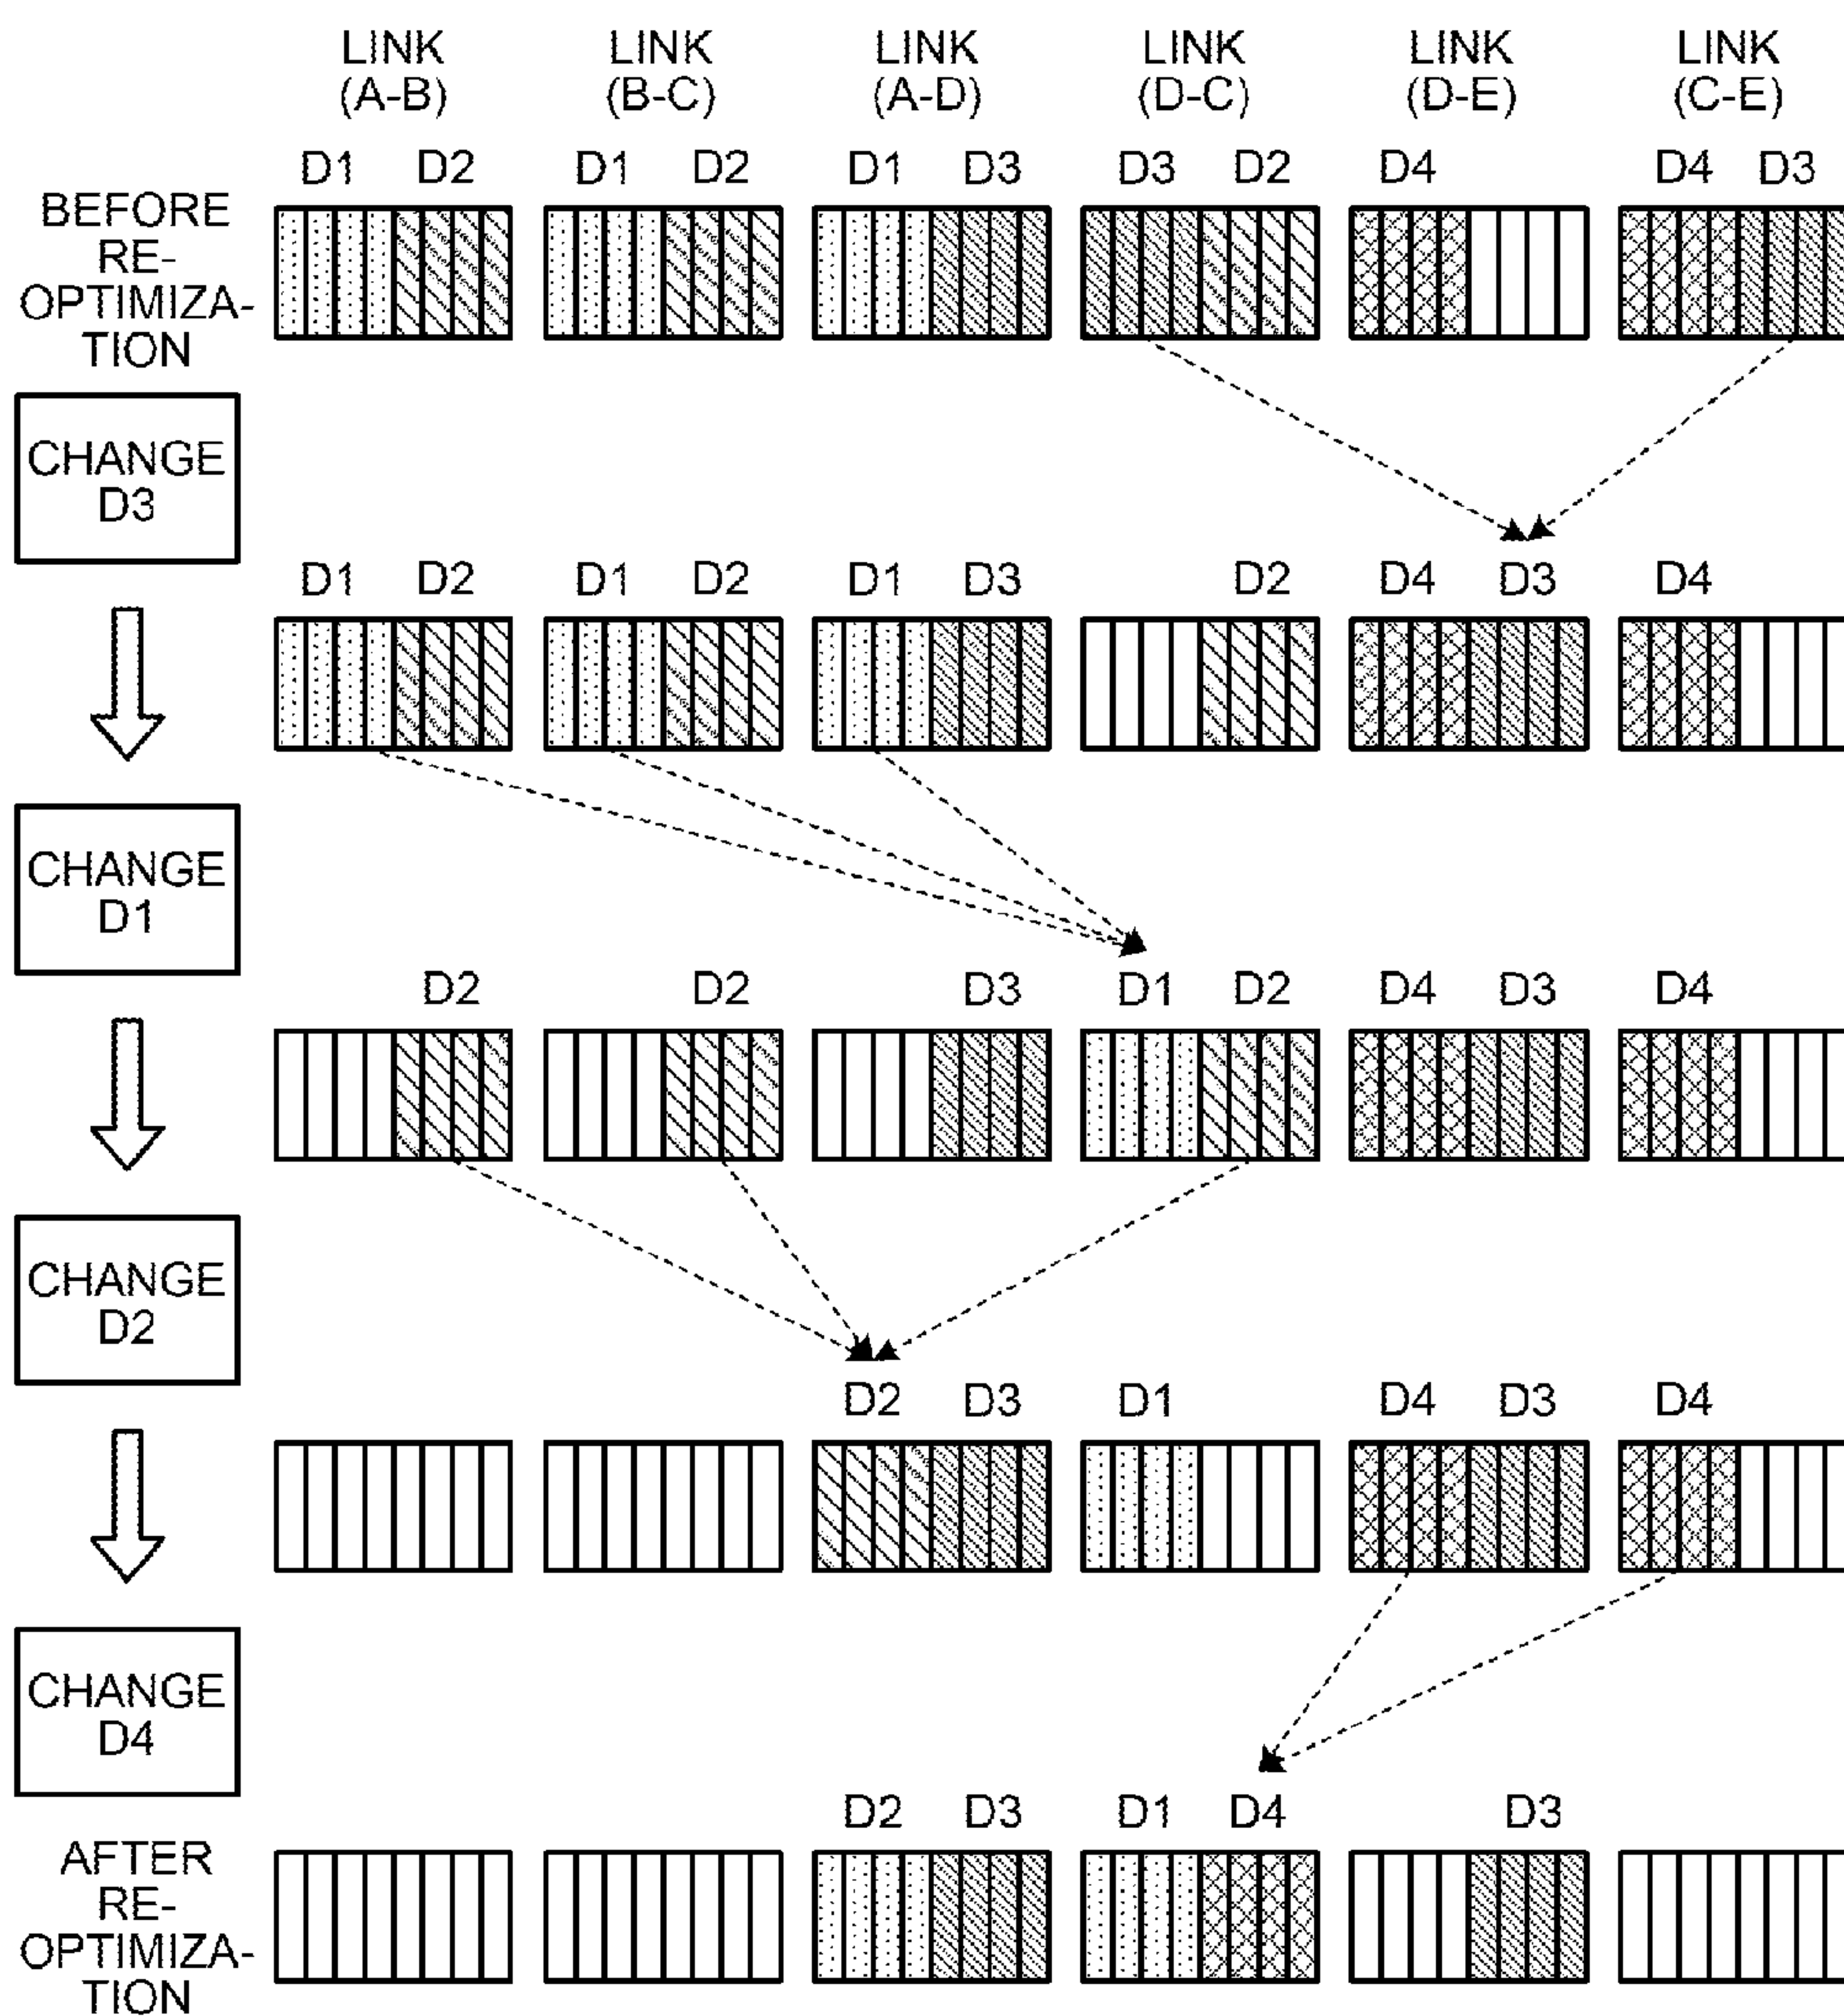 LINK LINK LINK LINK LINK LINK
(A-B) (B-C) (A-D) (D-C) (D-E) (C-E)
D1 D2 D1 D2 D1 D3 D3 D2 D4 D4 D3
BEFORE
RE-
OPTIMIZA-
TION
CHANGE
D3
D1 D2 D1 D2 D1 D3 D2 D4 D3 D4
CHANGE
D1
D2 D2 D3 D1 D2 D4 D3 D4
CHANGE
D2
D2 D3 D1 D4 D3 D4
CHANGE
D4
D2 D3 D1 D4 D3
AFTER
RE-
OPTIMIZA-
TION